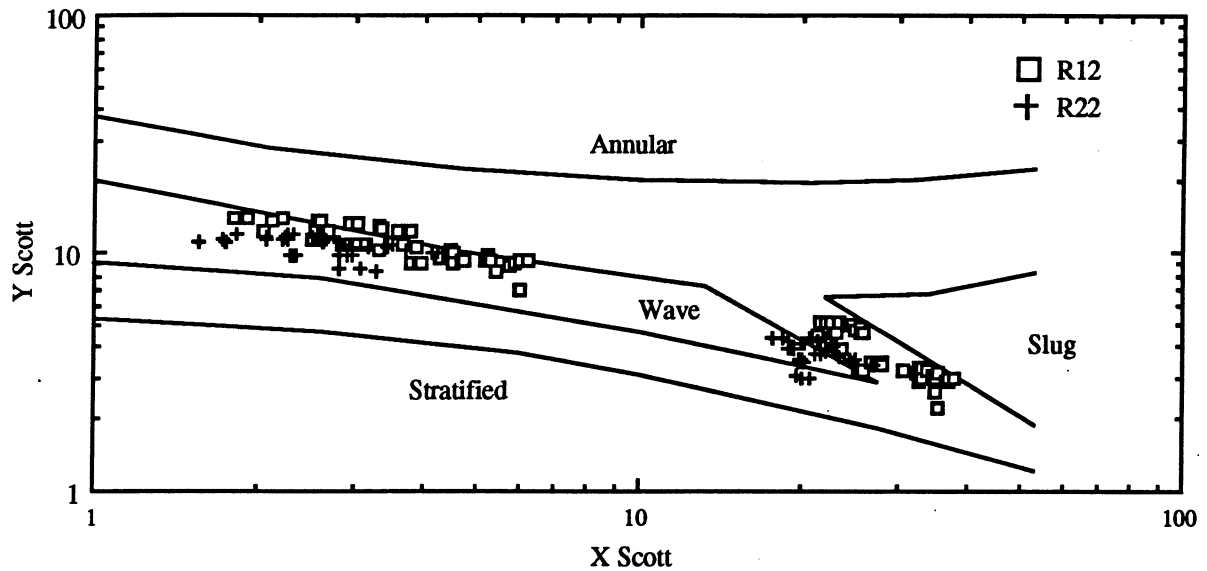 100
R12
R22
Annular
Y Scott
10
Wave
Slug
Stratified
1
1
10
100
X Scott